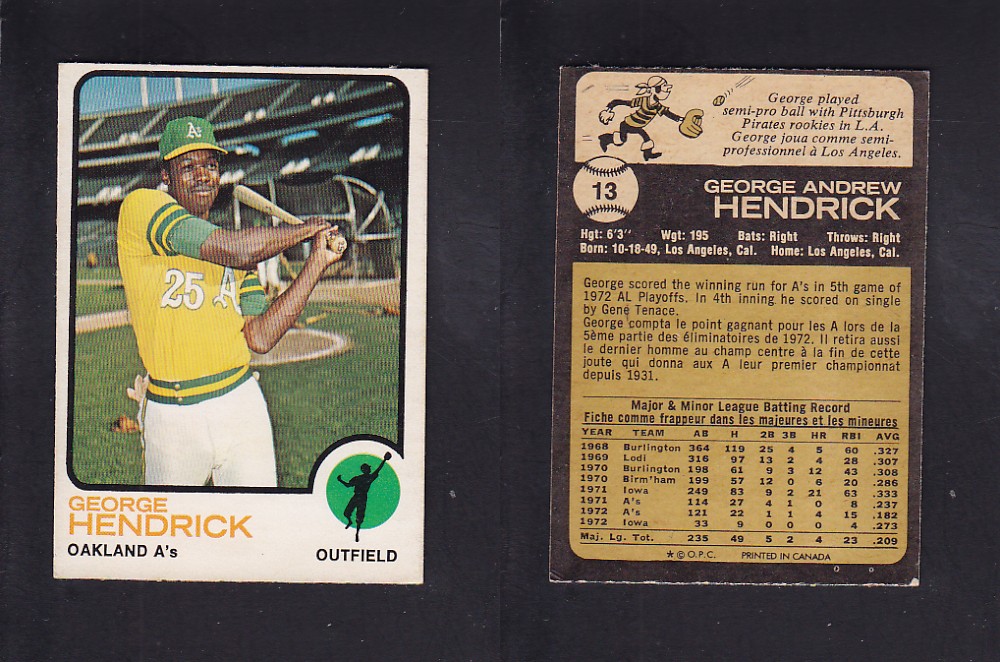 A's
25 A
GEORGE
HENDRICK
OAKLAND A's
OUTFIELD
George played
semi-pro ball with Pittsburgh
Pirates rookies in L.A.
George joua comme semi-
professionnel à Los Angeles.
13
GEORGE ANDREW
HENDRICK
Hgt: 6'3" Wgt: 195 Bats: Right Throws: Right
Born: 10-18-49, Los Angeles, Cal. Home: Los Angeles, Cal.
George scored the winning run for A's in 5th game of
1972 AL Playoffs. In 4th inning he scored on single
by Gene Tenace.
George compta le point gagnant pour les A lors de la
5ème partie des éliminatoires de 1972. Il retira aussi
le dernier homme au champ centre à la fin de cette
joute qui donna aux A leur premier championnat
depuis 1931.
Major & Minor League Batting Record
Fiche comme frappeur dans les majeures et les mineures
YEAR TEAM AB H 2B 3B HR RBI AVG
1968 Burlington 364 119 25 4 5 60 .327
1969 Lodi 316 97 13 2 4 28 .307
1970 Burlington 198 61 9 3 12 43 .308
1970 Birm'ham 199 57 12 0 6 20 .286
1971 Iowa 249 83 9 2 21 63 .333
1971 A's 114 27 4 1 0 8 .237
1972 A's 121 22 1 1 4 15 .182
1972 Iowa 33 9 0 0 0 4 .273
Maj. Lg. Tot. 235 49 5 2 4 23 .209
* © O.P.C. PRINTED IN CANADA